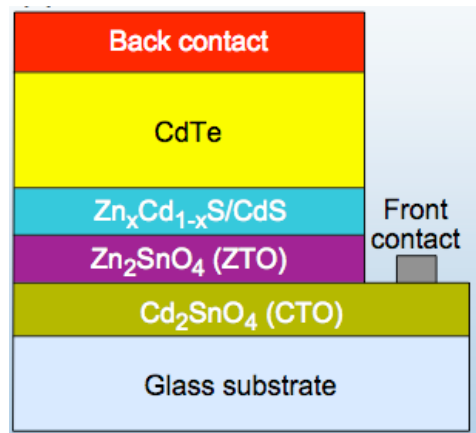 Back contact
CdTe
ZnₓCd₁₋ₓS/CdS
Front
contact
Zn₂SnO₄ (ZTO)
Cd₂SnO₄ (CTO)
Glass substrate